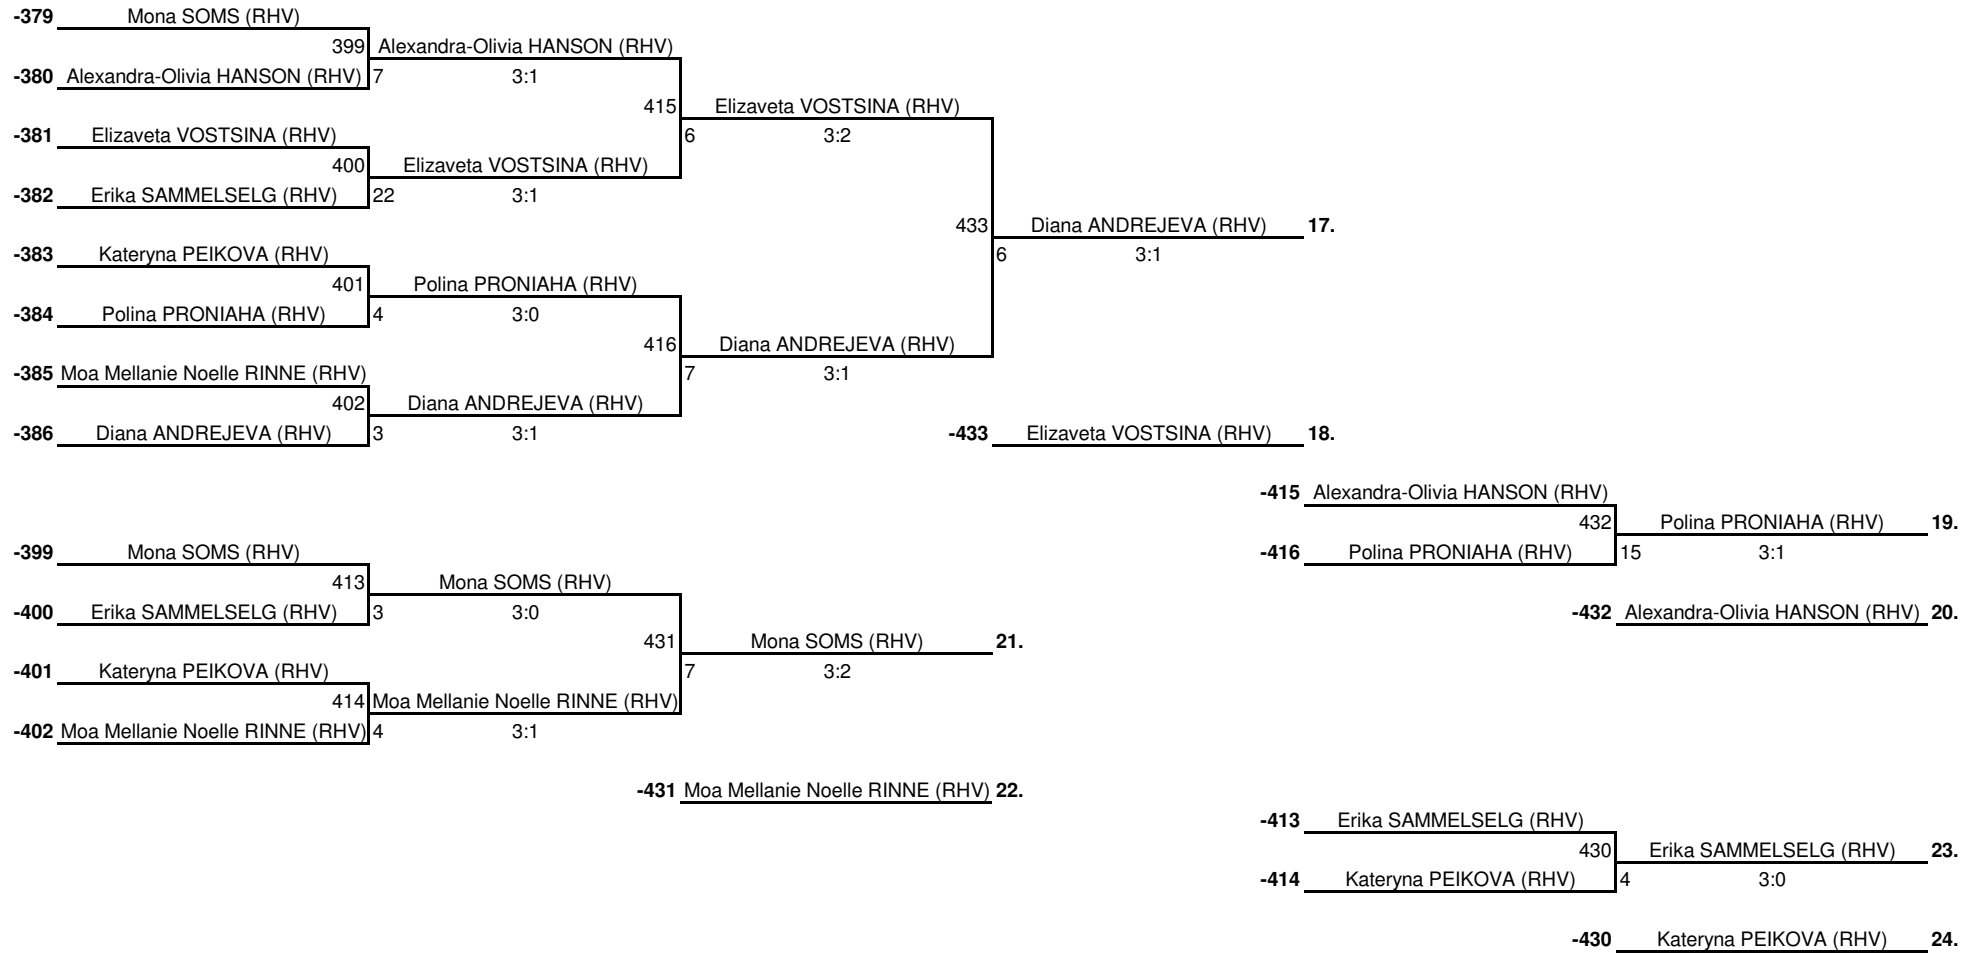 -379 Mona SOMS (RHV)
399 Alexandra-Olivia HANSON (RHV)
-380 Alexandra-Olivia HANSON (RHV) 7 3:1
415 Elizaveta VOSTSINA (RHV)
-381 Elizaveta VOSTSINA (RHV) 6 3:2
400 Elizaveta VOSTSINA (RHV)
-382 Erika SAMMELSELG (RHV) 22 3:1
433 Diana ANDREJEVA (RHV) 17.
-383 Kateryna PEIKOVA (RHV) 6 3:1
401 Polina PRONIAHA (RHV)
-384 Polina PRONIAHA (RHV) 4 3:0
416 Diana ANDREJEVA (RHV)
-385 Moa Mellanie Noelle RINNE (RHV) 7 3:1
402 Diana ANDREJEVA (RHV)
-386 Diana ANDREJEVA (RHV) 3 3:1 -433 Elizaveta VOSTSINA (RHV) 18.
-415 Alexandra-Olivia HANSON (RHV)
432 Polina PRONIAHA (RHV) 19.
-399 Mona SOMS (RHV) -416 Polina PRONIAHA (RHV) 15 3:1
413 Mona SOMS (RHV)
-400 Erika SAMMELSELG (RHV) 3 3:0 -432 Alexandra-Olivia HANSON (RHV) 20.
431 Mona SOMS (RHV) 21.
-401 Kateryna PEIKOVA (RHV) 7 3:2
414 Moa Mellanie Noelle RINNE (RHV)
-402 Moa Mellanie Noelle RINNE (RHV) 4 3:1
-431 Moa Mellanie Noelle RINNE (RHV) 22.
-413 Erika SAMMELSELG (RHV)
430 Erika SAMMELSELG (RHV) 23.
-414 Kateryna PEIKOVA (RHV) 4 3:0
-430 Kateryna PEIKOVA (RHV) 24.